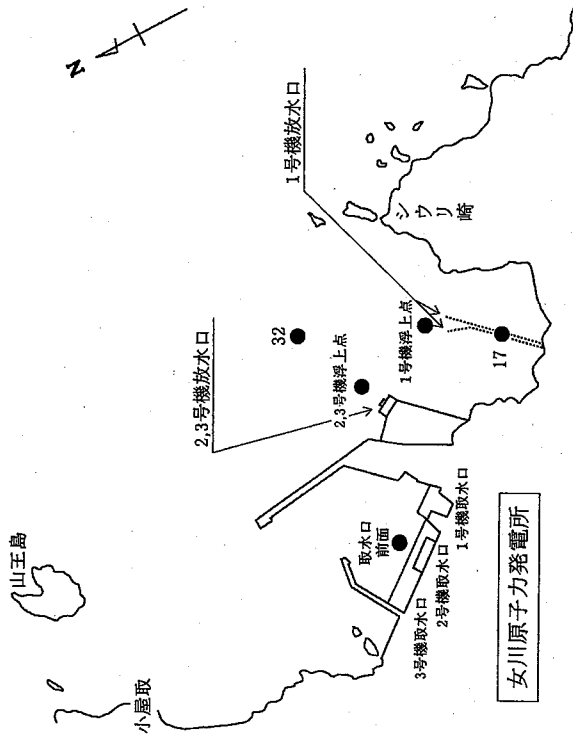 N
1号機放水口
2,3号機放水口
シウリ崎
32
1号機浮上点
2,3号機浮上点
17
山王島
取水口
前面
1号機取水口
2号機取水口
3号機取水口
小屋取
女川原子力発電所